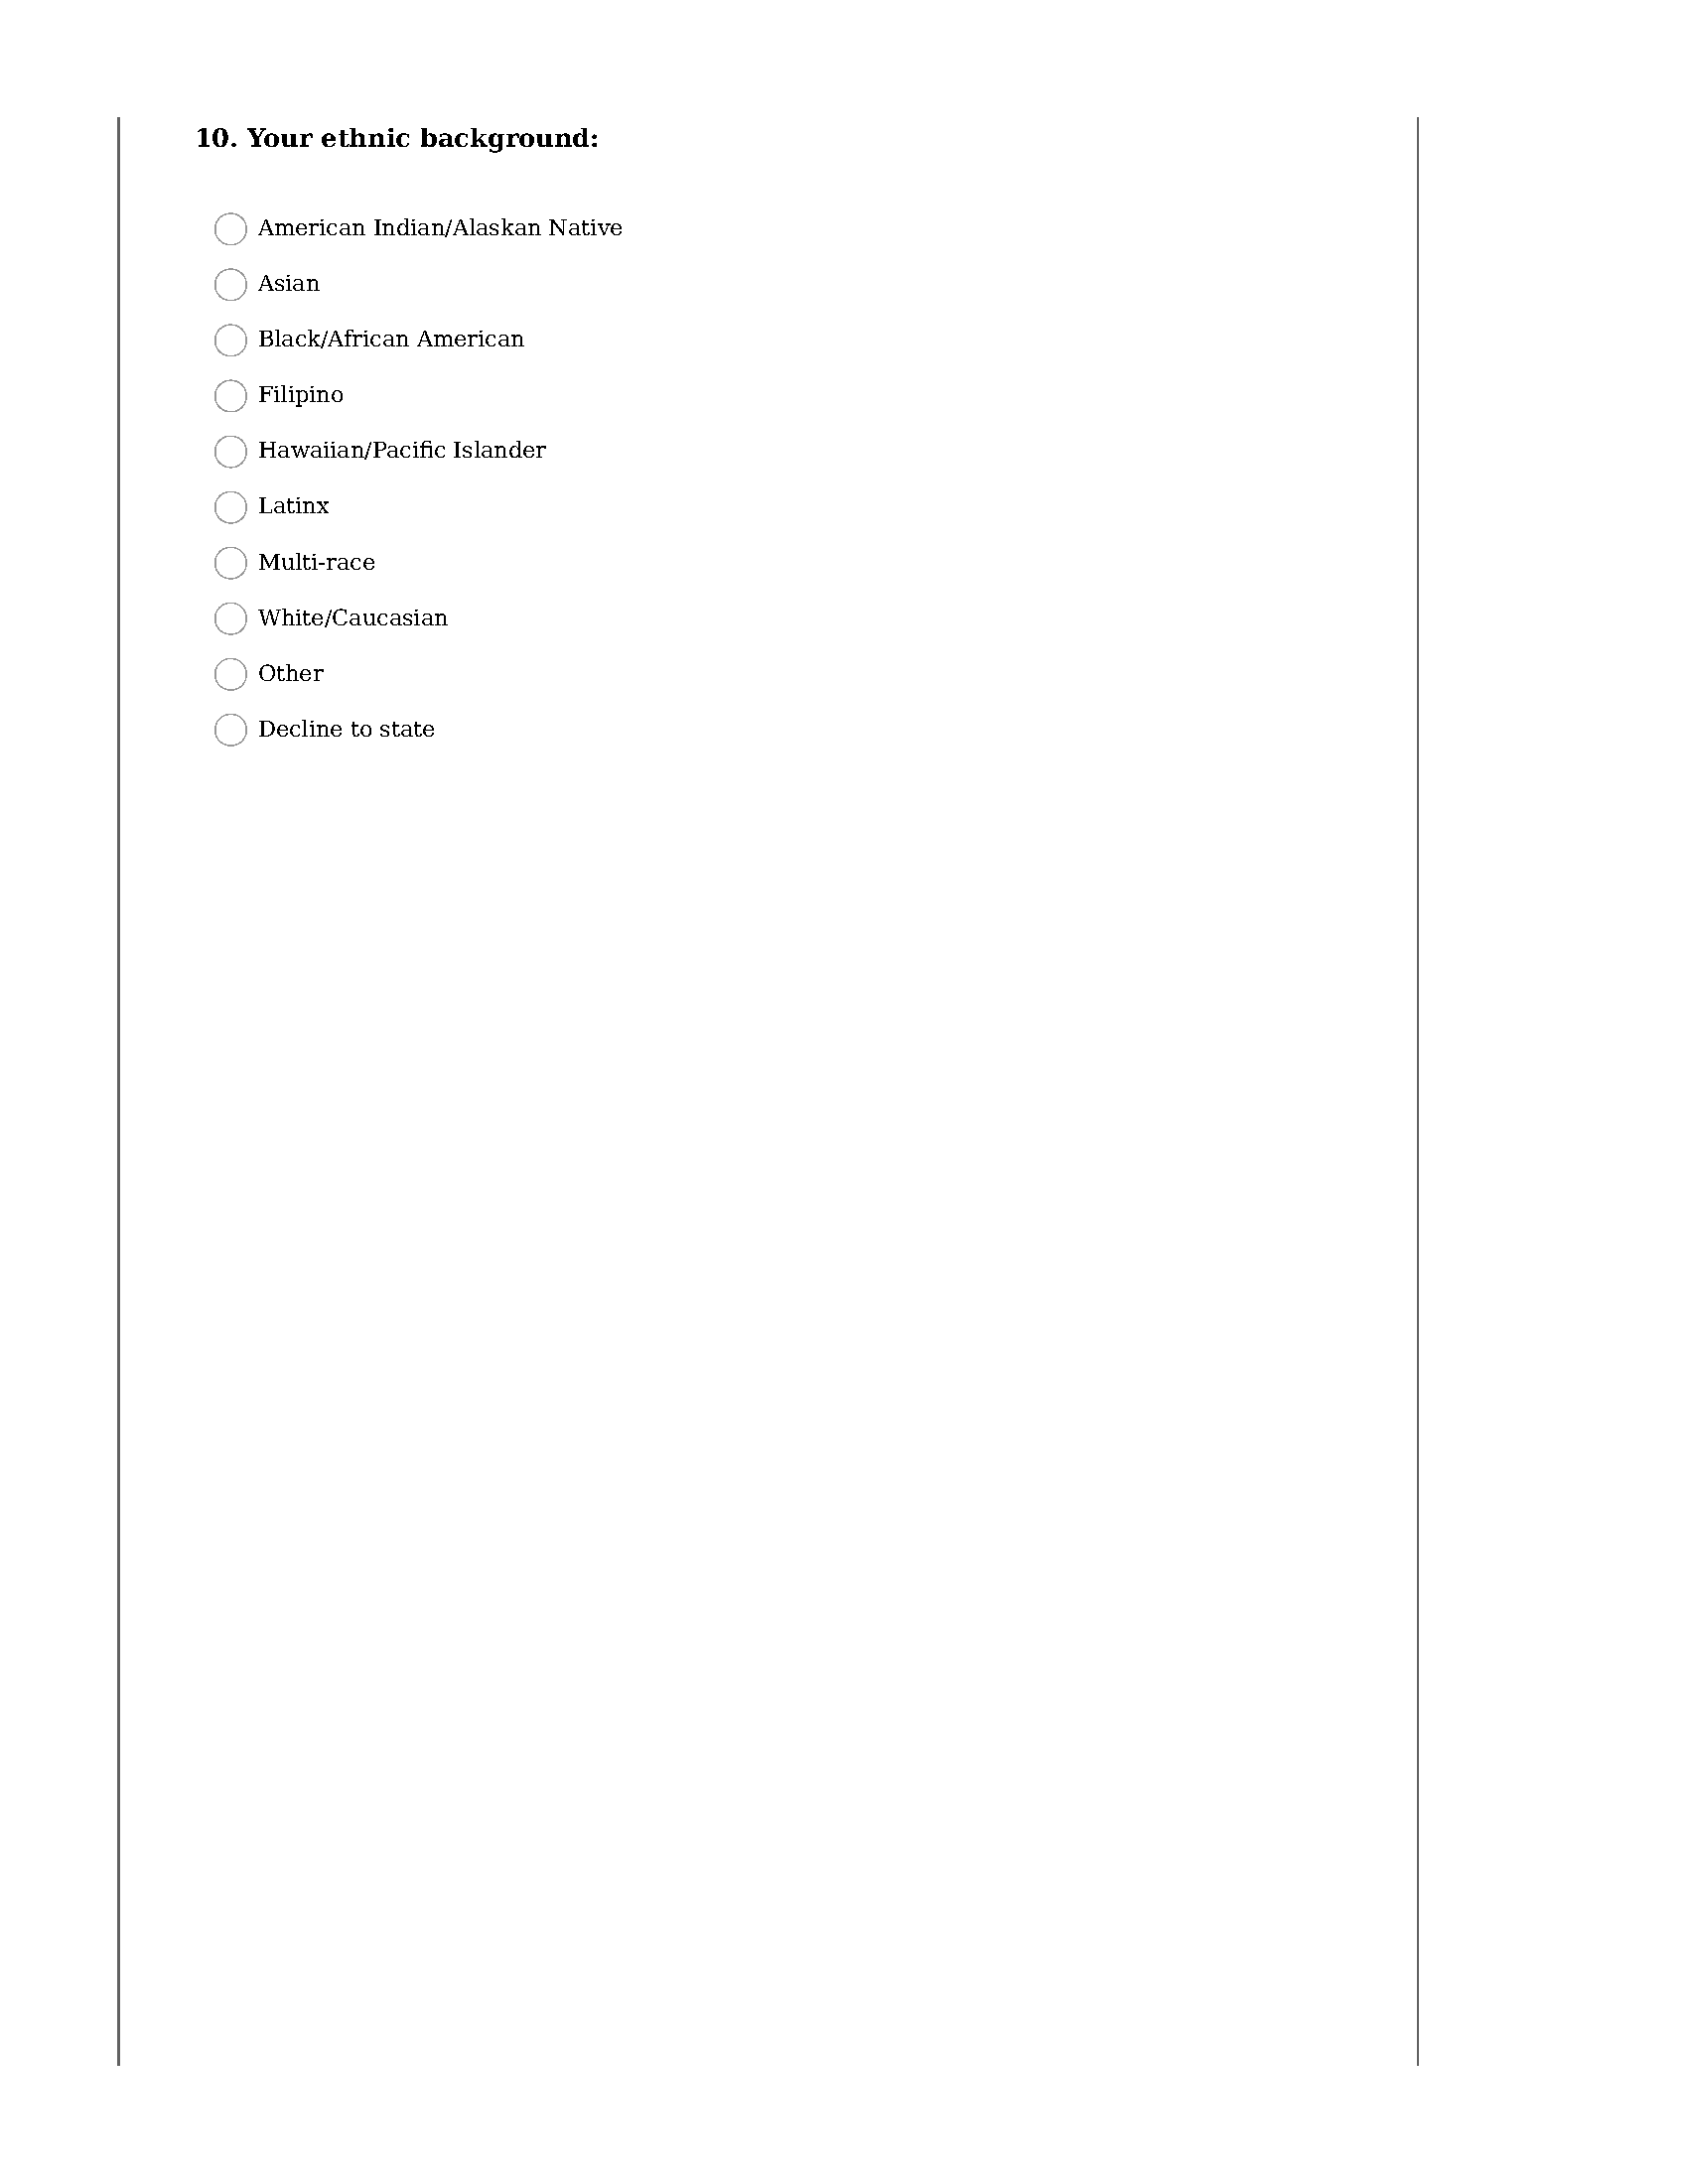 10. Your ethnic background:
American Indian/Alaskan Native
Asian
Black/African American
Filipino
Hawaiian/Pacific Islander
Latinx
Multi-race
White/Caucasian
Other
Decline to state